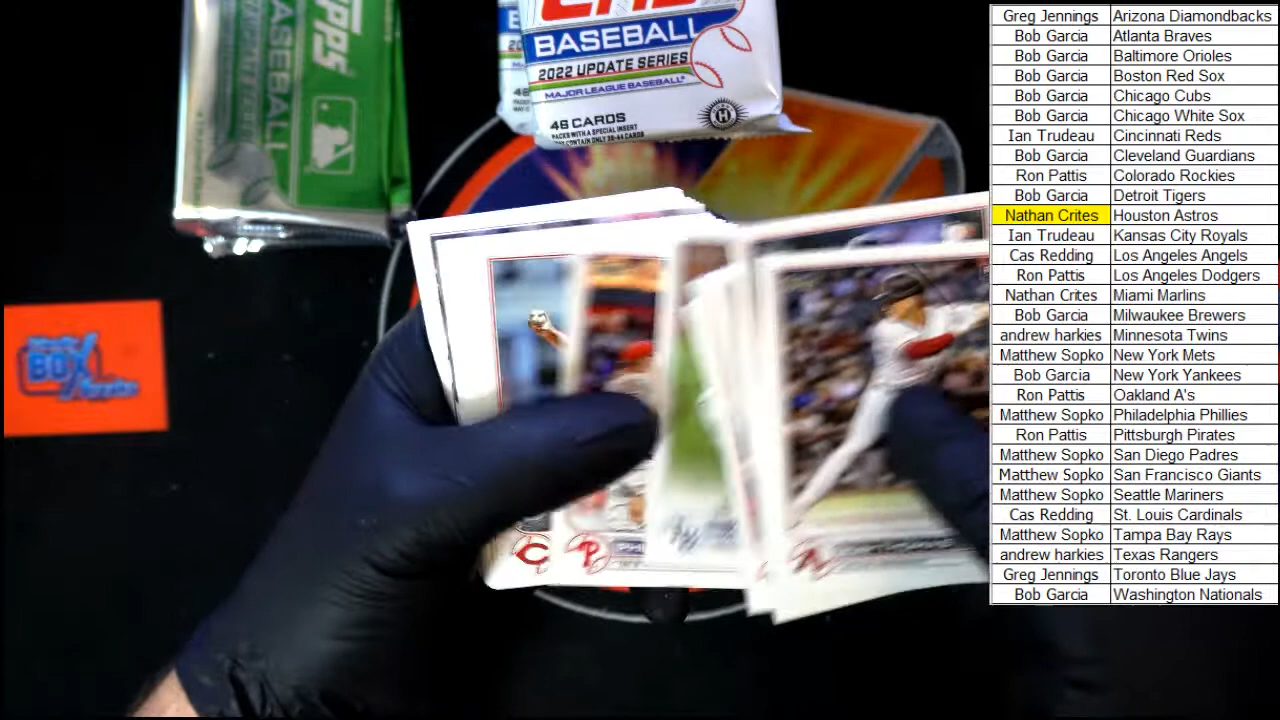 BASEBALL
2022 UPDATE SERIES
MAJOR LEAGUE BASEBALL
48 CARDS
PACKS WITH A SPECIAL INSERT
BASEBALL
BOX
Greg Jennings Arizona Diamondbacks
Bob Garcia Atlanta Braves
Bob Garcia Baltimore Orioles
Bob Garcia Boston Red Sox
Bob Garcia Chicago Cubs
Bob Garcia Chicago White Sox
Ian Trudeau Cincinnati Reds
Bob Garcia Cleveland Guardians
Ron Pattis Colorado Rockies
Bob Garcia Detroit Tigers
Nathan Crites Houston Astros
Ian Trudeau Kansas City Royals
Cas Redding Los Angeles Angels
Ron Pattis Los Angeles Dodgers
Nathan Crites Miami Marlins
Bob Garcia Milwaukee Brewers
andrew harkies Minnesota Twins
Matthew Sopko New York Mets
Bob Garcia New York Yankees
Ron Pattis Oakland A's
Matthew Sopko Philadelphia Phillies
Ron Pattis Pittsburgh Pirates
Matthew Sopko San Diego Padres
Matthew Sopko San Francisco Giants
Matthew Sopko Seattle Mariners
Cas Redding St. Louis Cardinals
Matthew Sopko Tampa Bay Rays
andrew harkies Texas Rangers
Greg Jennings Toronto Blue Jays
Bob Garcia Washington Nationals